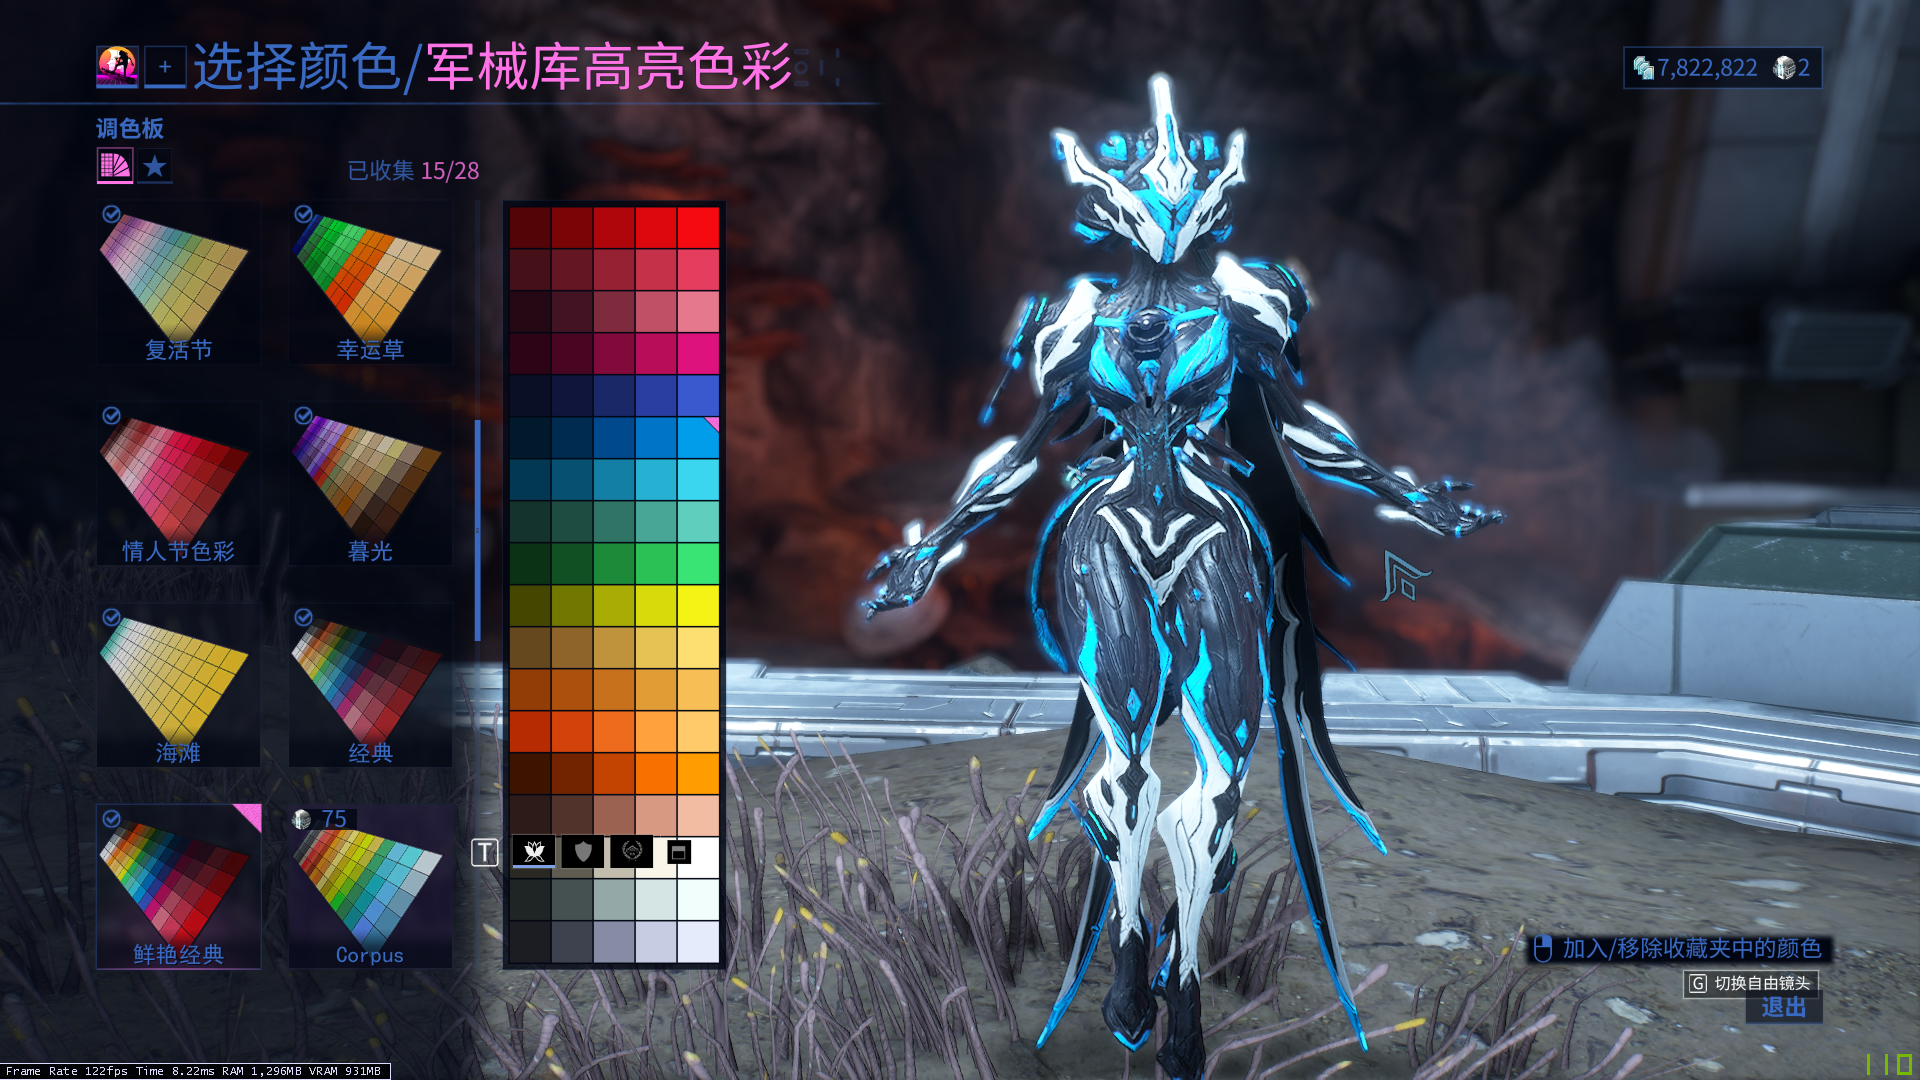 选择颜色/军械库高亮色彩
7,822,822 2
调色板
已收集 15/28
复活节
幸运草
情人节色彩
暮光
海滩
经典
75
鲜艳经典
Corpus
T
加入/移除收藏夹中的颜色
G 切换自由镜头
退出
Frame Rate 122fps Time 8.22ms RAM 1,296MB VRAM 931MB
110